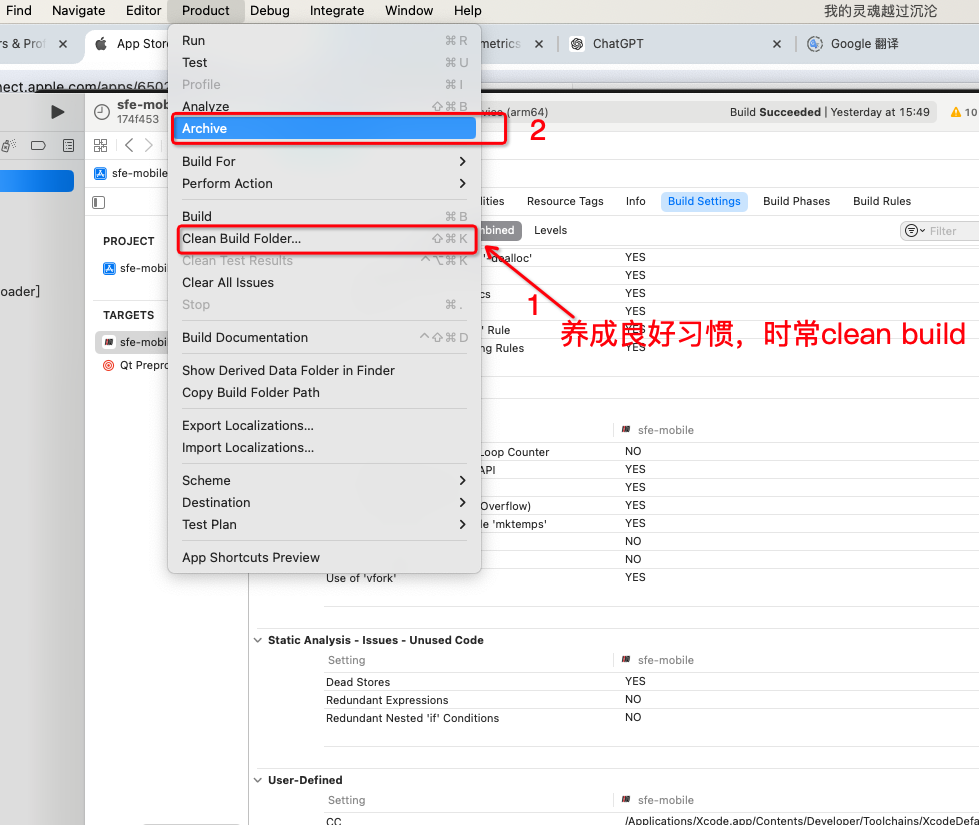 Find Navigate Editor Product Debug Integrate Window Help 我的灵魂越过沉沦
App Stor
metrics
ChatGPT
Google 翻译
nect.apple.com/apps/650
sfe-mob
174f453
(arm64)
Build Succeeded | Yesterday at 15:49
10
Run ⌘R
Test ⌘U
Profile ⌘I
Analyze ⇧⌘B
Archive
2
Build For
Perform Action
Build ⌘B
Clean Build Folder... ⇧⌘K
Clean Test Results ^⌥⌘K
Clear All Issues
Stop ⌘.
Build Documentation ^⇧⌘D
Show Derived Data Folder in Finder
Copy Build Folder Path
Export Localizations...
Import Localizations...
Scheme
Destination
Test Plan
App Shortcuts Preview
1
养成良好习惯，时常clean build
sfe-mobile
PROJECT
sfe-mobi
oader]
TARGETS
sfe-mobi
Qt Prepro
lities Resource Tags Info Build Settings Build Phases Build Rules
mbined Levels Filter
'-dealloc' YES
YES
cs YES
YES
' Rule YES
ng Rules YES
sfe-mobile
Loop Counter NO
API YES
YES
Overflow) YES
le 'mktemps' YES
NO
NO
Use of 'vfork' YES
Static Analysis - Issues - Unused Code
Setting sfe-mobile
Dead Stores YES
Redundant Expressions NO
Redundant Nested 'if' Conditions NO
User-Defined
Setting sfe-mobile
CC /Applications/Xcode.app/Contents/Developer/Toolchains/XcodeDefa